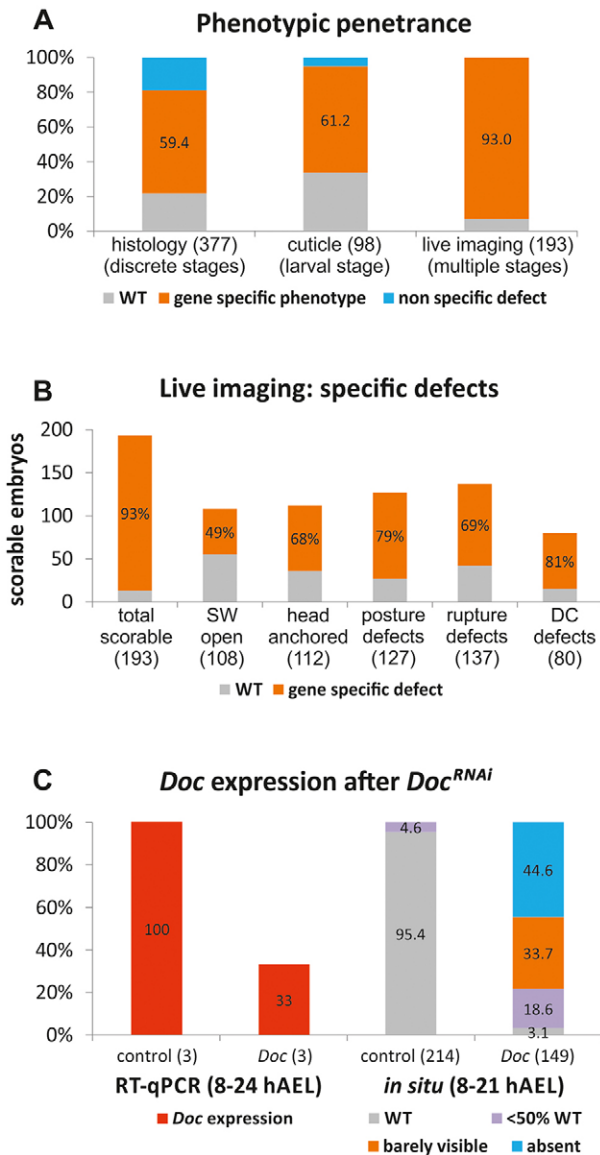 A
Phenotypic penetrance
100%
80%
60%
40%
20%
0%
59.4
61.2
93.0
histology (377) cuticle (98) live imaging (193)
(discrete stages) (larval stage) (multiple stages)
WT gene specific phenotype non specific defect
B
Live imaging: specific defects
scorable embryos
200
150
100
50
0
93%
49%
68%
79%
69%
81%
total SW head posture rupture DC
scorable open anchored defects defects defects
(193) (108) (112) (127) (137) (80)
WT gene specific defect
C
Doc expression after DocRNAi
100%
80%
60%
40%
20%
0%
100
33
4.6
95.4
44.6
33.7
18.6
3.1
control (3) Doc (3) control (214) Doc (149)
RT-qPCR (8-24 hAEL) in situ (8-21 hAEL)
Doc expression WT <50% WT
barely visible absent